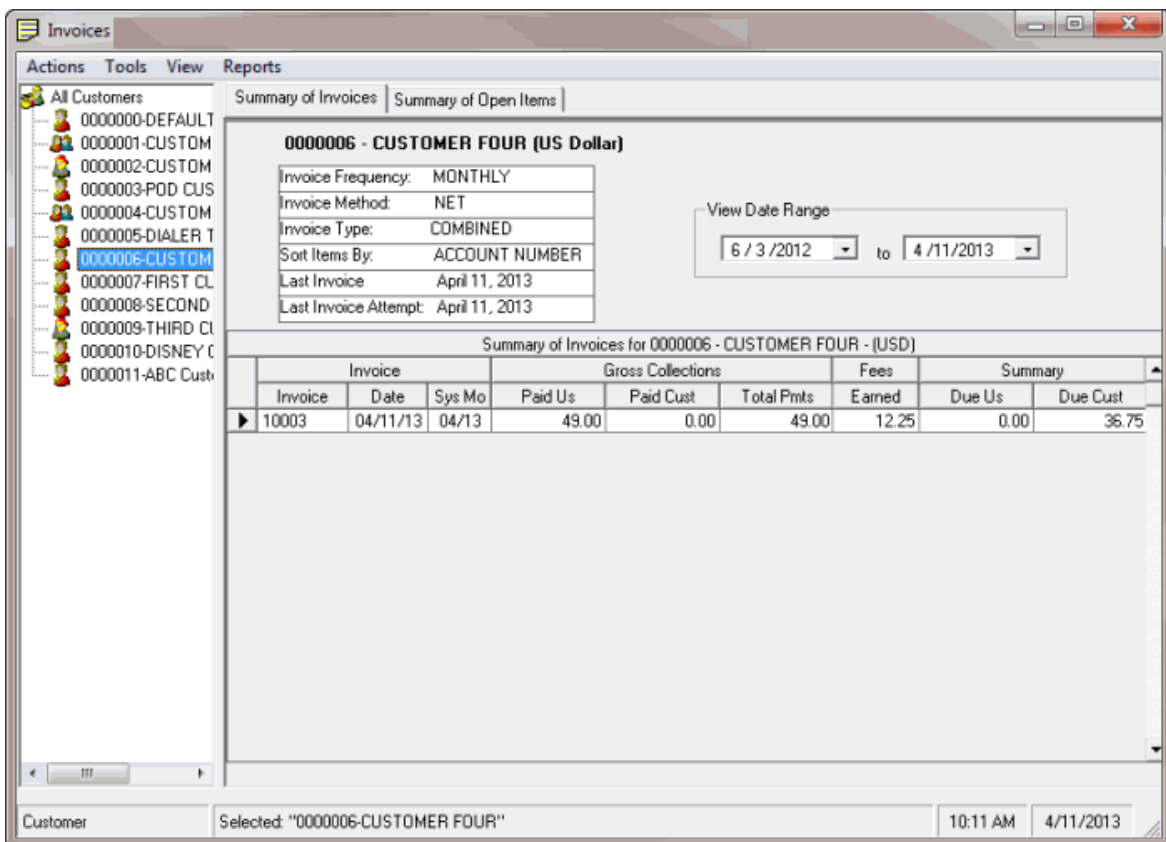 Invoices
Actions Tools View Reports
All Customers
0000000-DEFAULT
0000001-CUSTOM
0000002-CUSTOM
0000003-POD CUS
0000004-CUSTOM
0000005-DIALER T
0000006-CUSTOM
0000007-FIRST CL
0000008-SECOND
0000009-THIRD CL
0000010-DISNEY C
0000011-ABC Cust
Summary of Invoices Summary of Open Items
0000006 - CUSTOMER FOUR (US Dollar)
Invoice Frequency: MONTHLY
Invoice Method: NET
Invoice Type: COMBINED
Sort Items By: ACCOUNT NUMBER
Last Invoice April 11, 2013
Last Invoice Attempt: April 11, 2013
View Date Range
6 / 3 /2012 to 4 /11/2013
Summary of Invoices for 0000006 - CUSTOMER FOUR - (USD)
Invoice Gross Collections Fees Summary
Invoice Date Sys Mo Paid Us Paid Cust Total Pmts Earned Due Us Due Cust
10003 04/11/13 04/13 49.00 0.00 49.00 12.25 0.00 36.75
Customer Selected: "0000006-CUSTOMER FOUR" 10:11 AM 4/11/2013